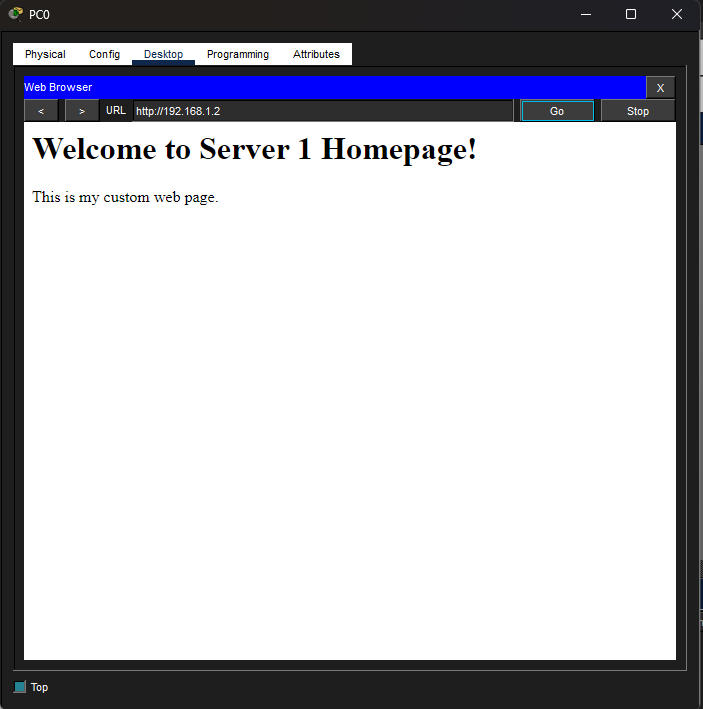 PC0
Physical Config Desktop Programming Attributes
Web Browser X
< > URL http://192.168.1.2 Go Stop
Welcome to Server 1 Homepage!
This is my custom web page.
Top